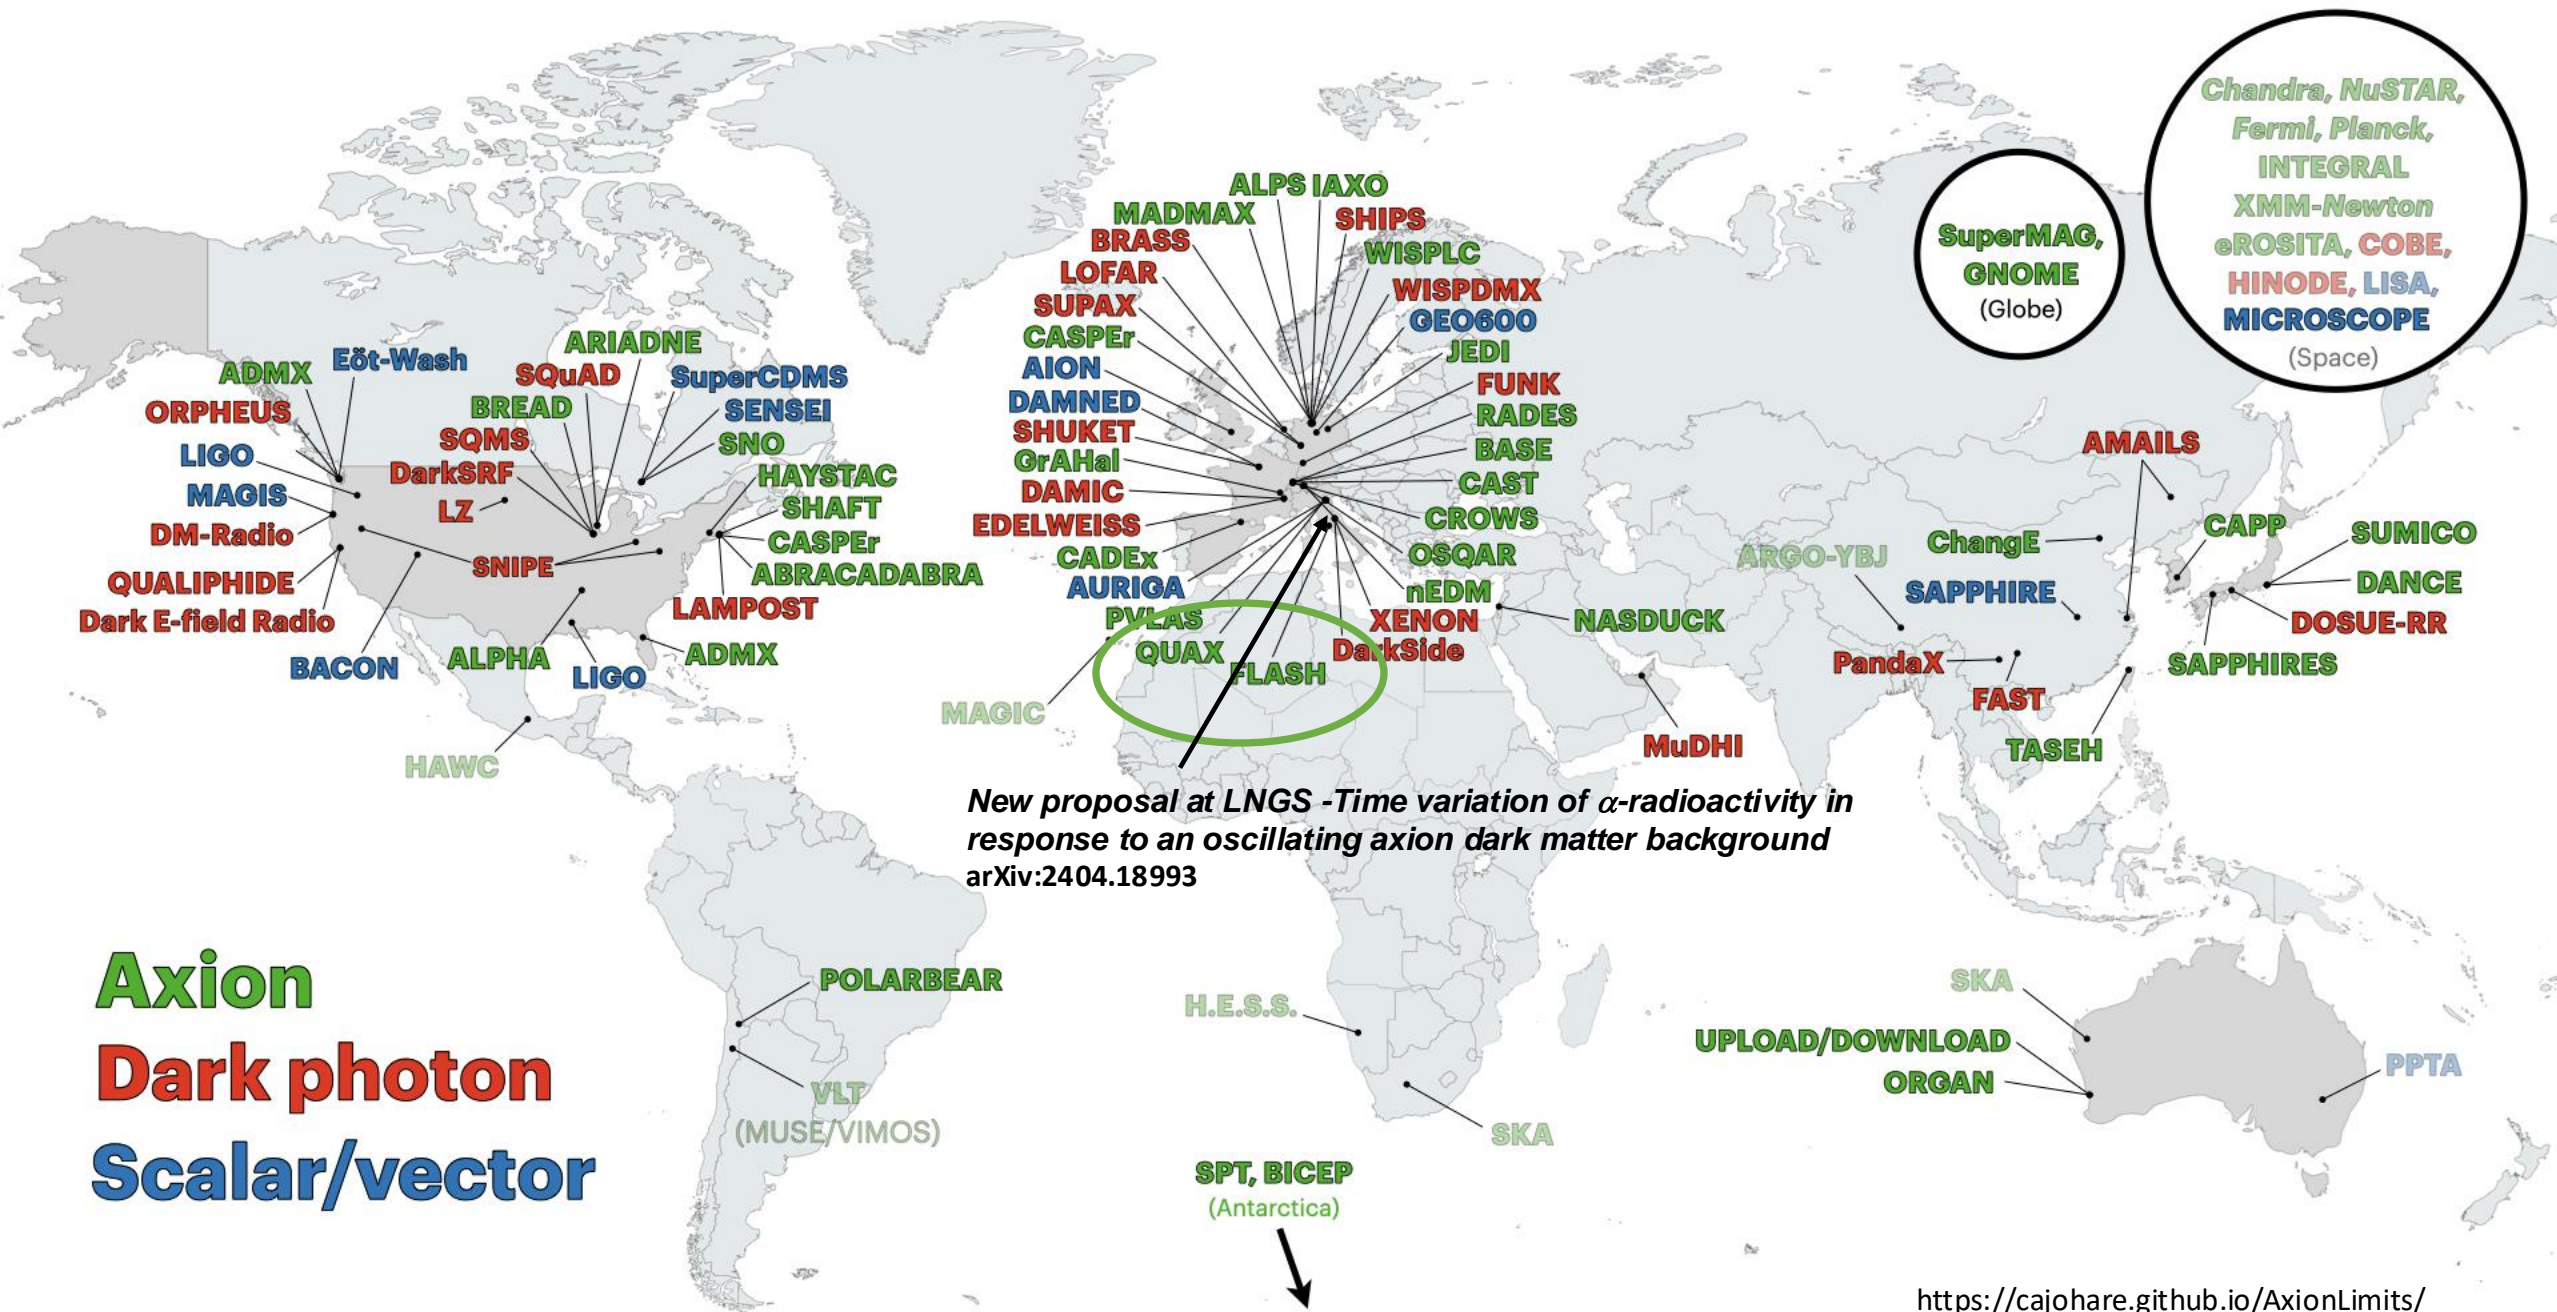 Chandra, NuSTAR,
Fermi, Planck,
INTEGRAL
XMM-Newton
eROSITA, COBE,
HINODE, LISA,
MICROSCOPE
(Space)
SuperMAG,
GNOME
(Globe)
ADMX
Eöt-Wash
ORPHEUS
LIGO
MAGIS
DM-Radio
QUALIPHIDE
Dark E-field Radio
BACON
ARIADNE
SQuAD
BREAD
SQMS
DarkSRF
LZ
SNIPE
ALPHA
LIGO
ADMX
SuperCDMS
SENSEI
SNO
HAYSTAC
SHAFT
CASPEr
ABRACADABRA
LAMPOST
HAWC
ALPS
IAXO
MADMAX
BRASS
LOFAR
SUPAX
CASPEr
AION
DAMNED
SHUKET
GrAHal
DAMIC
EDELWEISS
CADEx
AURIGA
PVLAS
QUAX
FLASH
MAGIC
SHIPS
WISPLC
WISPDMX
GEO600
JEDI
FUNK
RADES
BASE
CAST
CROWS
OSQAR
nEDM
XENON
DarkSide
NASDUCK
MuDHI
ARGO-YBJ
AMAILS
ChangE
SAPPHIRE
PandaX
FAST
TASEH
CAPP
SUMICO
DANCE
DOSUE-RR
SAPPHIRES
New proposal at LNGS -Time variation of α-radioactivity in
response to an oscillating axion dark matter background
arXiv:2404.18993
Axion
Dark photon
Scalar/vector
POLARBEAR
VLT
(MUSE/VIMOS)
H.E.S.S.
SKA
SPT, BICEP
(Antarctica)
SKA
UPLOAD/DOWNLOAD
ORGAN
PPTA
https://cajohare.github.io/AxionLimits/